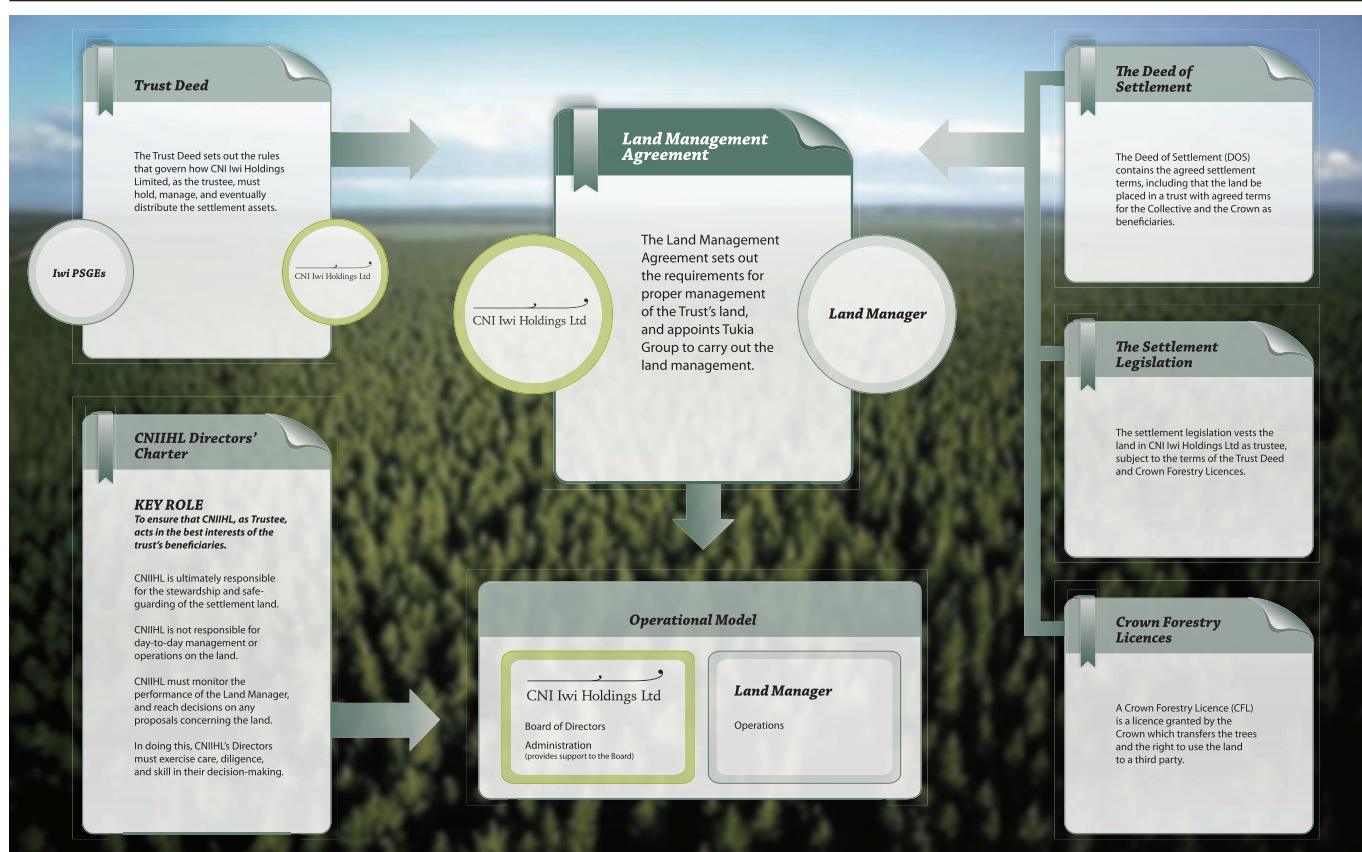 Trust Deed
The Trust Deed sets out the rules
that govern how CNI Iwi Holdings
Limited, as the trustee, must
hold, manage, and eventually
distribute the settlement assets.
Iwi PSGEs
CNI Iwi Holdings Ltd
CNIIHL Directors’
Charter
KEY ROLE
To ensure that CNIIHL, as Trustee,
acts in the best interests of the
trust’s beneficiaries.
CNIIHL is ultimately responsible
for the stewardship and safe-
guarding of the settlement land.
CNIIHL is not responsible for
day-to-day management or
operations on the land.
CNIIHL must monitor the
performance of the Land Manager,
and reach decisions on any
proposals concerning the land.
In doing this, CNIIHL’s Directors
must exercise care, diligence,
and skill in their decision-making.
Land Management
Agreement
The Land Management
Agreement sets out
the requirements for
proper management
of the Trust’s land,
and appoints Tukia
Group to carry out the
land management.
CNI Iwi Holdings Ltd
Land Manager
Operational Model
CNI Iwi Holdings Ltd
Board of Directors
Administration
(provides support to the Board)
Land Manager
Operations
The Deed of
Settlement
The Deed of Settlement (DOS)
contains the agreed settlement
terms, including that the land be
placed in a trust with agreed terms
for the Collective and the Crown as
beneficiaries.
The Settlement
Legislation
The settlement legislation vests the
land in CNI Iwi Holdings Ltd as trustee,
subject to the terms of the Trust Deed
and Crown Forestry Licences.
Crown Forestry
Licences
A Crown Forestry Licence (CFL)
is a licence granted by the
Crown which transfers the trees
and the right to use the land
to a third party.